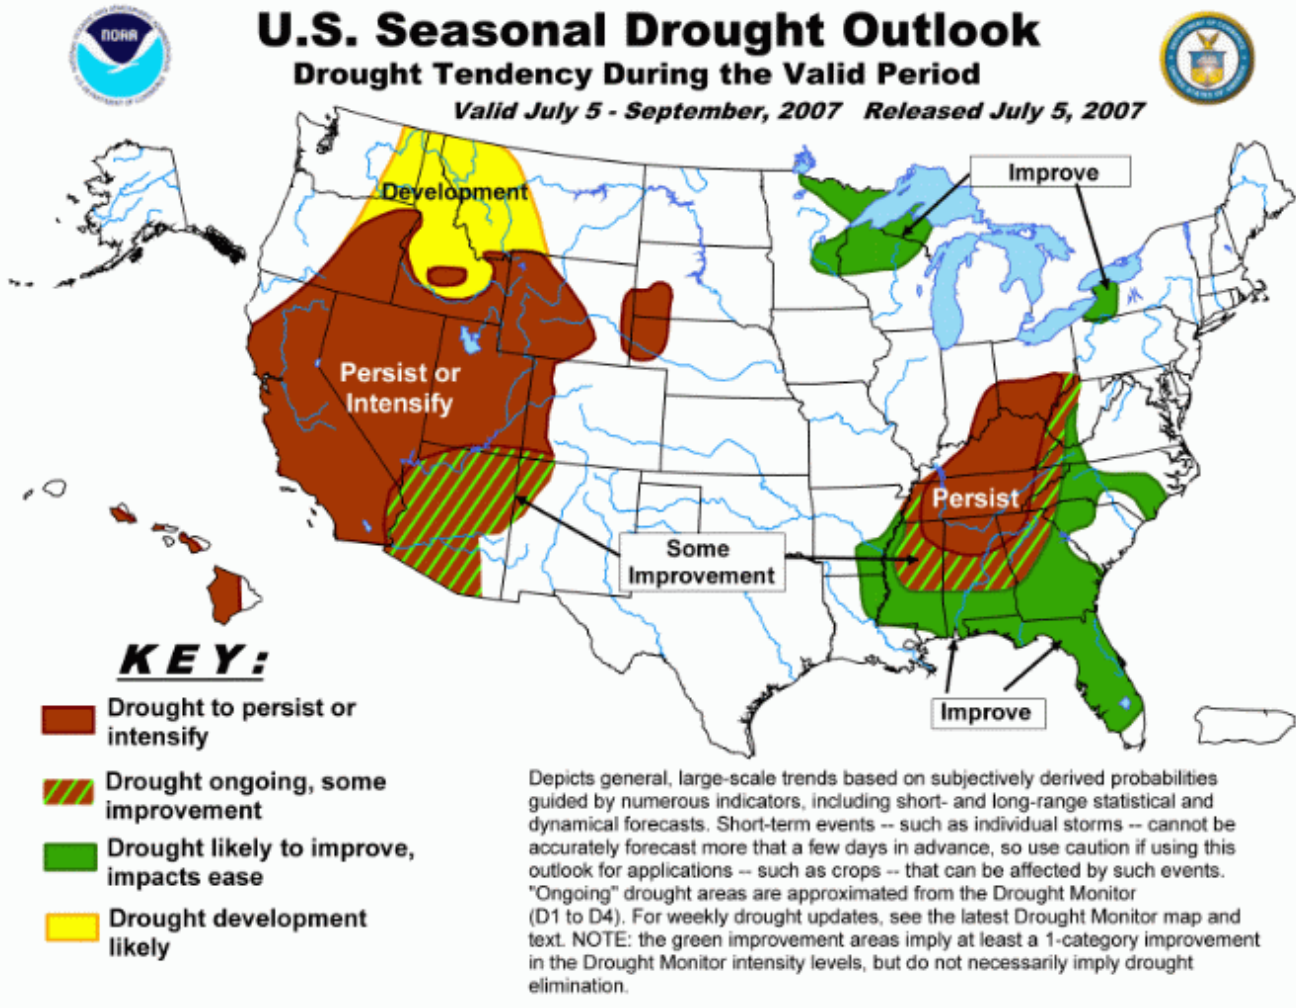 NOAA
U.S. Seasonal Drought Outlook
Drought Tendency During the Valid Period
Valid July 5 - September, 2007 Released July 5, 2007
Development
Improve
Persist or
Intensify
Persist
Some
Improvement
Improve
KEY:
Drought to persist or
intensify
Drought ongoing, some
improvement
Drought likely to improve,
impacts ease
Drought development
likely
Depicts general, large-scale trends based on subjectively derived probabilities
guided by numerous indicators, including short- and long-range statistical and
dynamical forecasts. Short-term events -- such as individual storms -- cannot be
accurately forecast more that a few days in advance, so use caution if using this
outlook for applications -- such as crops -- that can be affected by such events.
"Ongoing" drought areas are approximated from the Drought Monitor
(D1 to D4). For weekly drought updates, see the latest Drought Monitor map and
text. NOTE: the green improvement areas imply at least a 1-category improvement
in the Drought Monitor intensity levels, but do not necessarily imply drought
elimination.